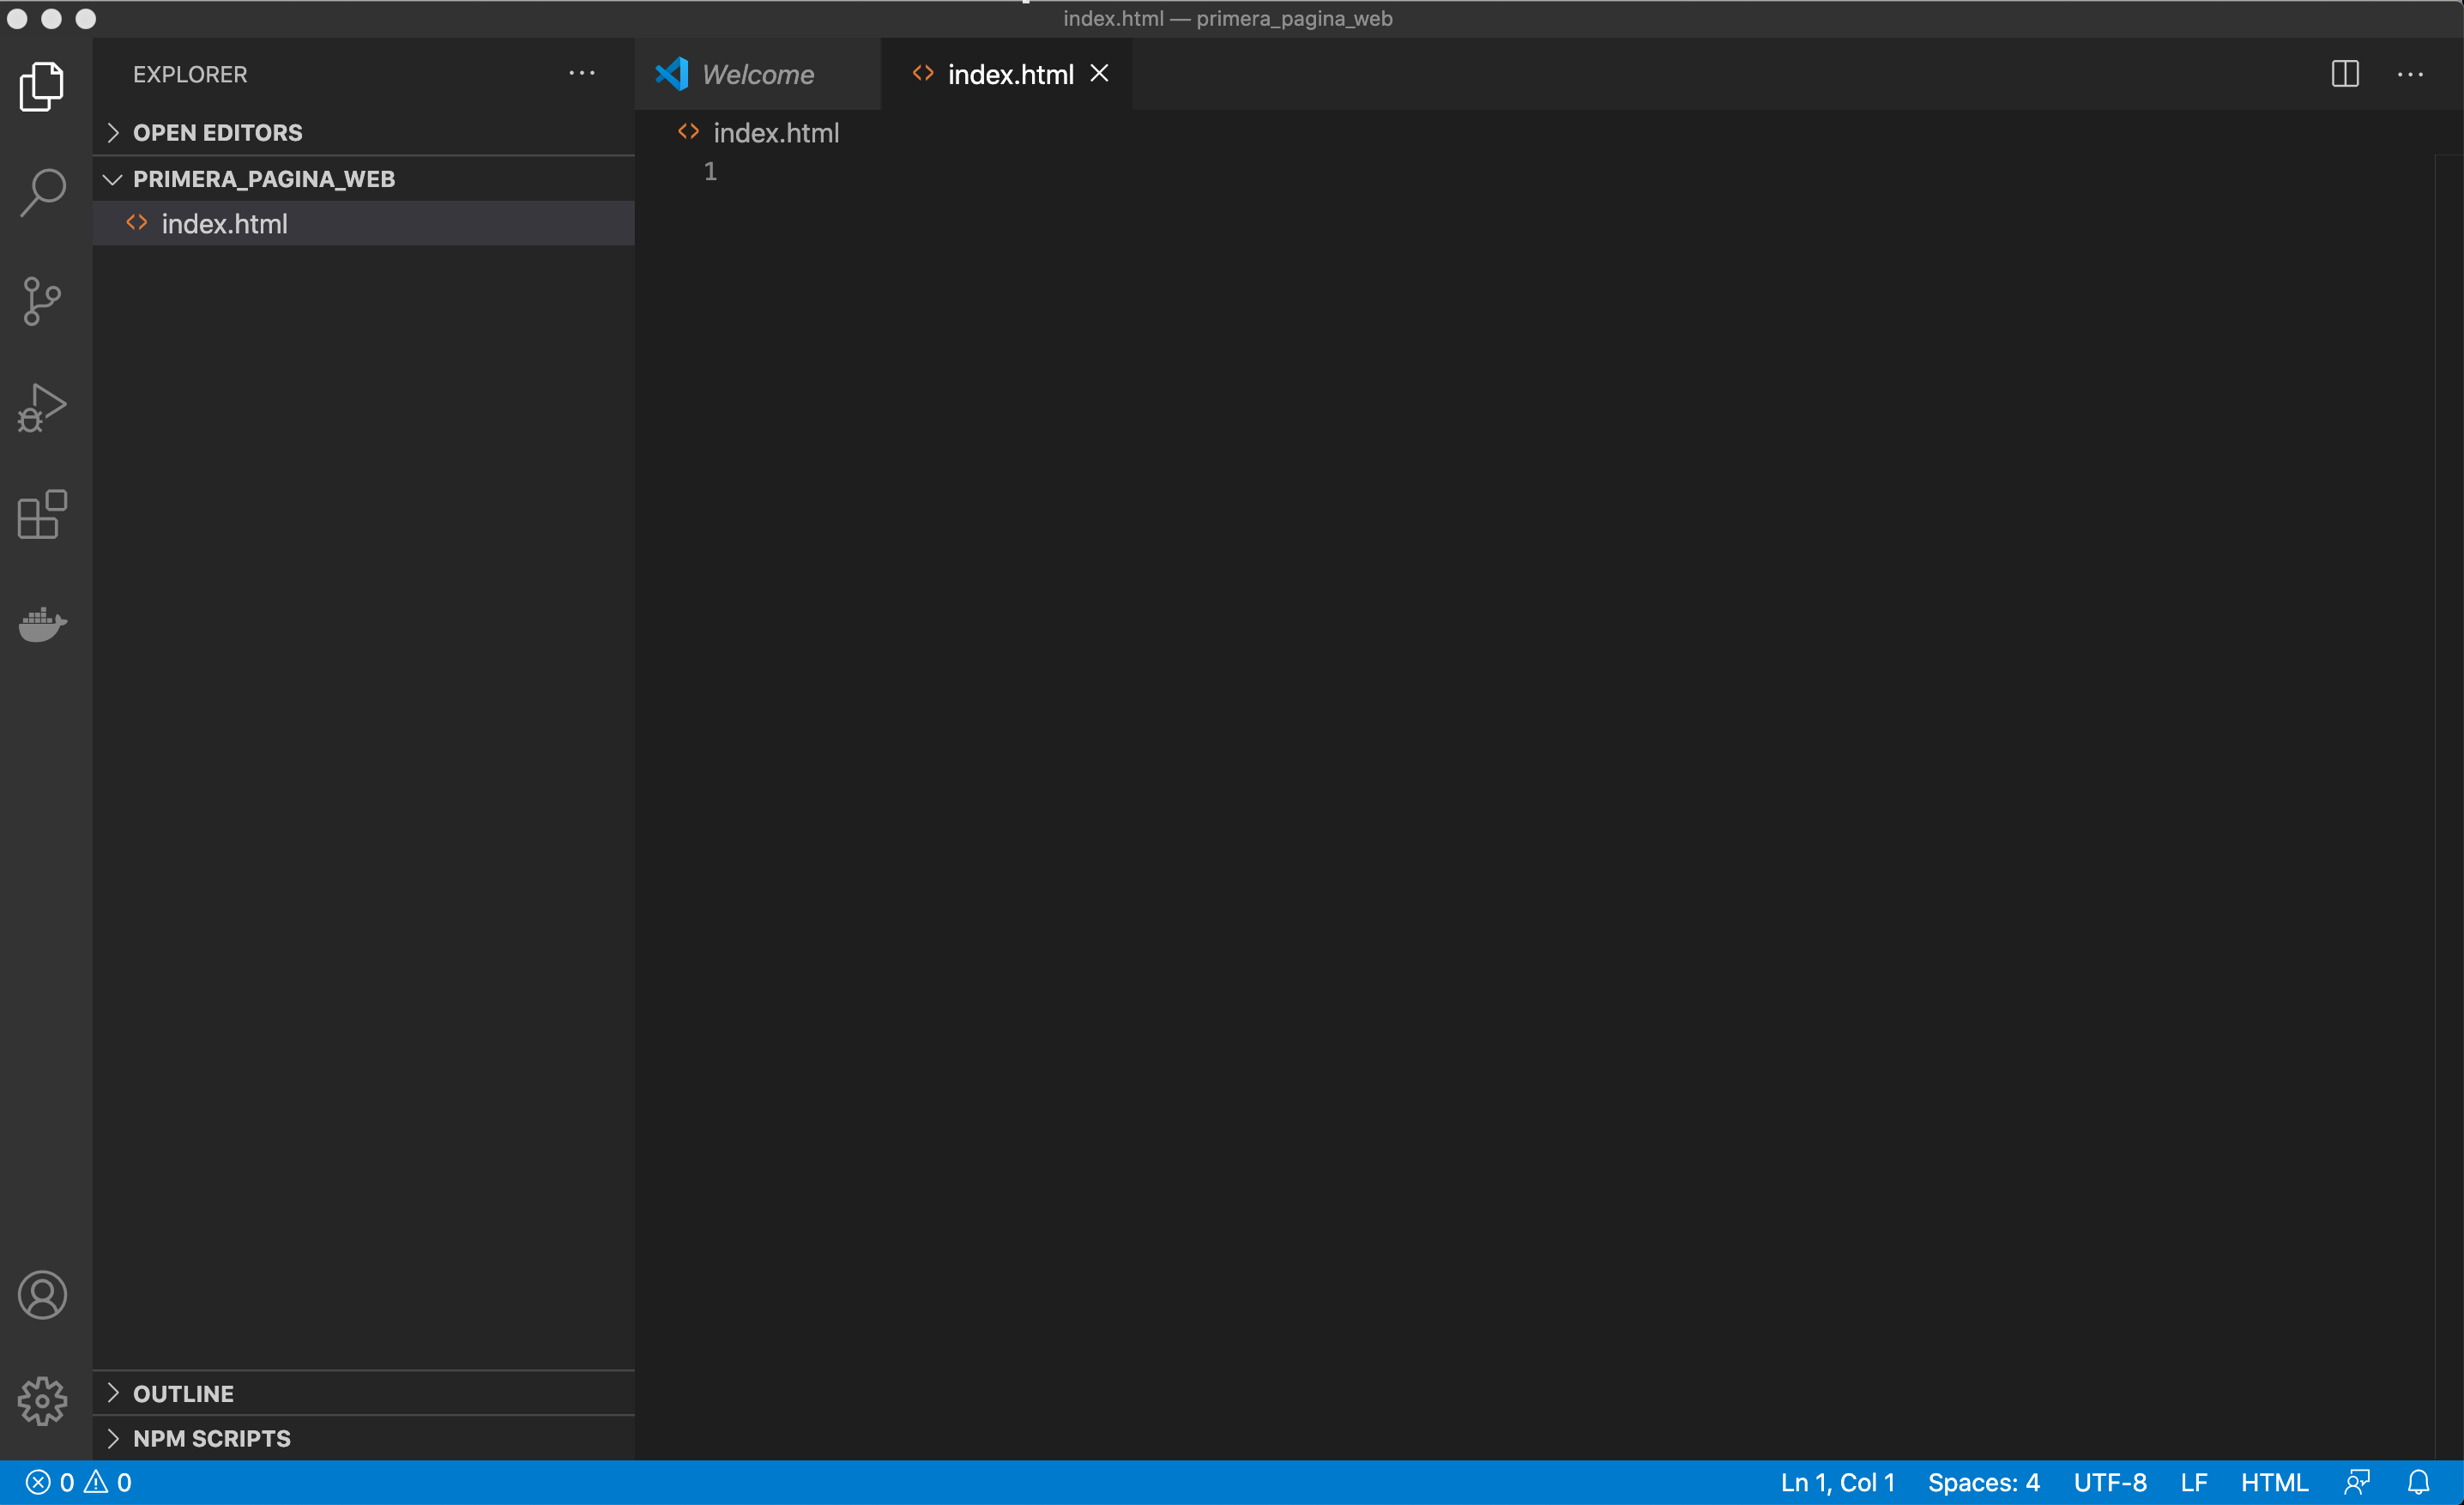 index.html — primera_pagina_web
EXPLORER
Welcome
index.html
OPEN EDITORS
index.html
PRIMERA_PAGINA_WEB
1
index.html
OUTLINE
NPM SCRIPTS
0 0
Ln 1, Col 1 Spaces: 4 UTF-8 LF HTML